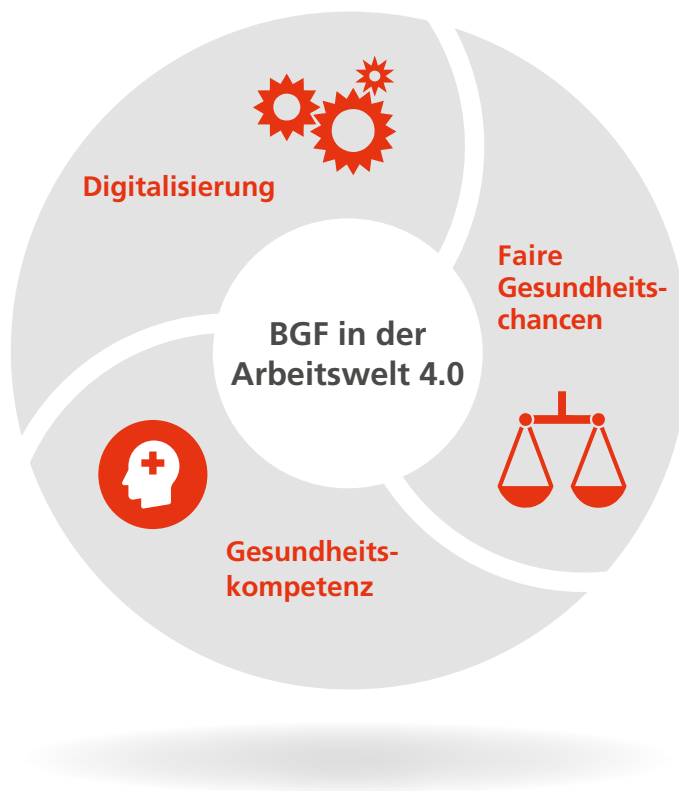 Digitalisierung
Faire
Gesundheits-
chancen
BGF in der
Arbeitswelt 4.0
Gesundheits-
kompetenz